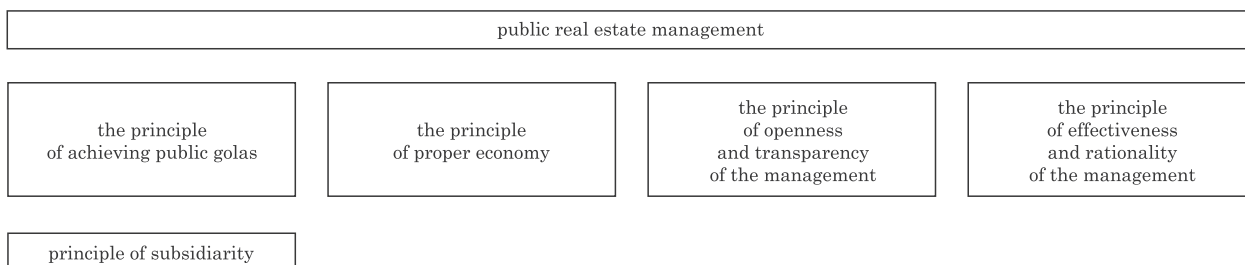 public real estate management
the principle
of achieving public golas
the principle
of proper economy
the principle
of openness
and transparency
of the management
the principle
of effectiveness
and rationality
of the management
principle of subsidiarity